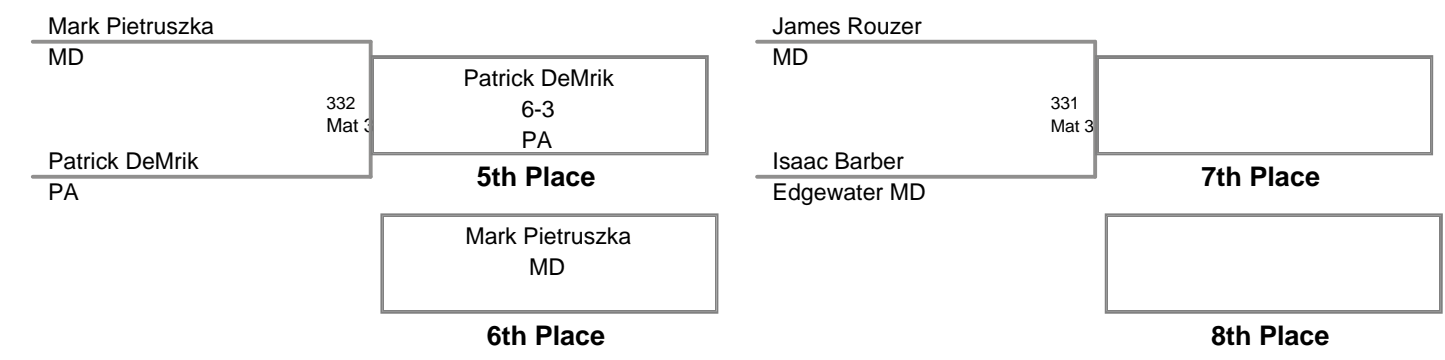 Mark Pietruszka
MD
332
Mat 3
Patrick DeMrik
PA
Patrick DeMrik
6-3
PA
5th Place
Mark Pietruszka
MD
6th Place
James Rouzer
MD
331
Mat 3
Isaac Barber
Edgewater MD
7th Place
8th Place